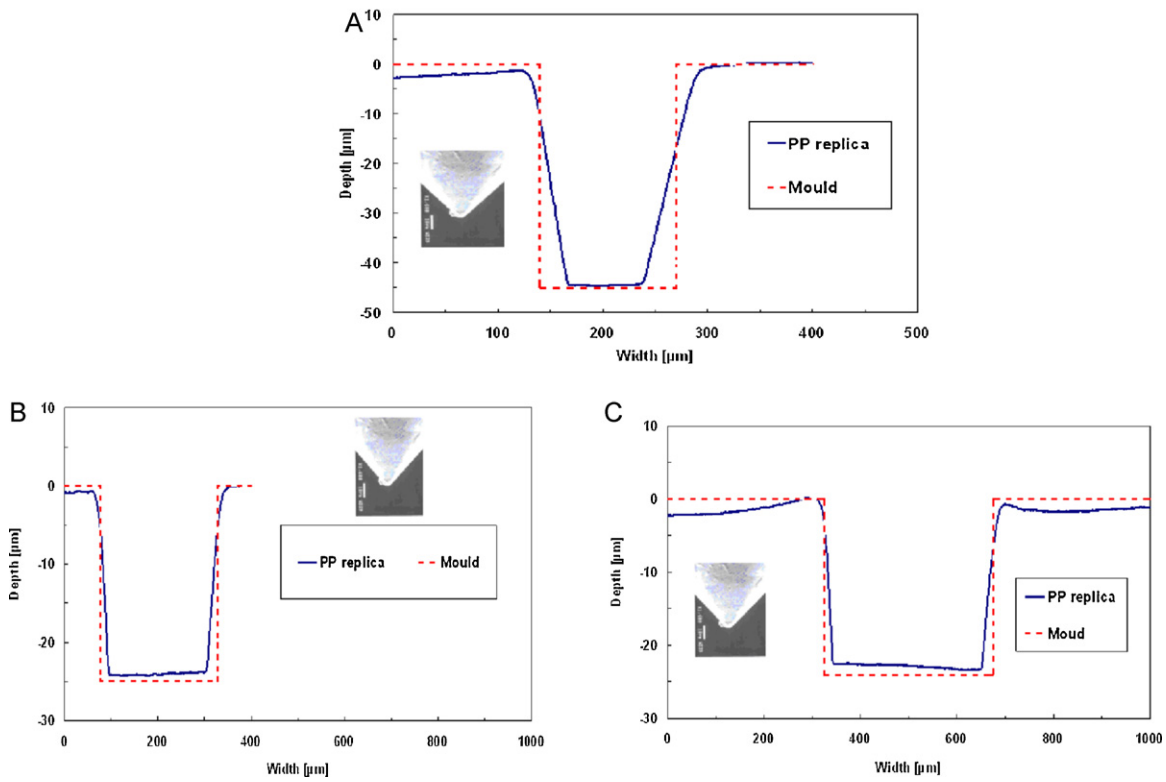 A
10
0
-10
-20
-30
-40
-50
Depth [µm]
PP replica
Mould
0 100 200 300 400 500
Width [µm]
B
10
0
-10
-20
-30
Depth [µm]
PP replica Mould
0 200 400 600 800 1000
Width [µm]
C
10
0
-10
-20
-30
Depth [µm]
PP replica
Moud
0 200 400 600 800 1000
Width [µm]